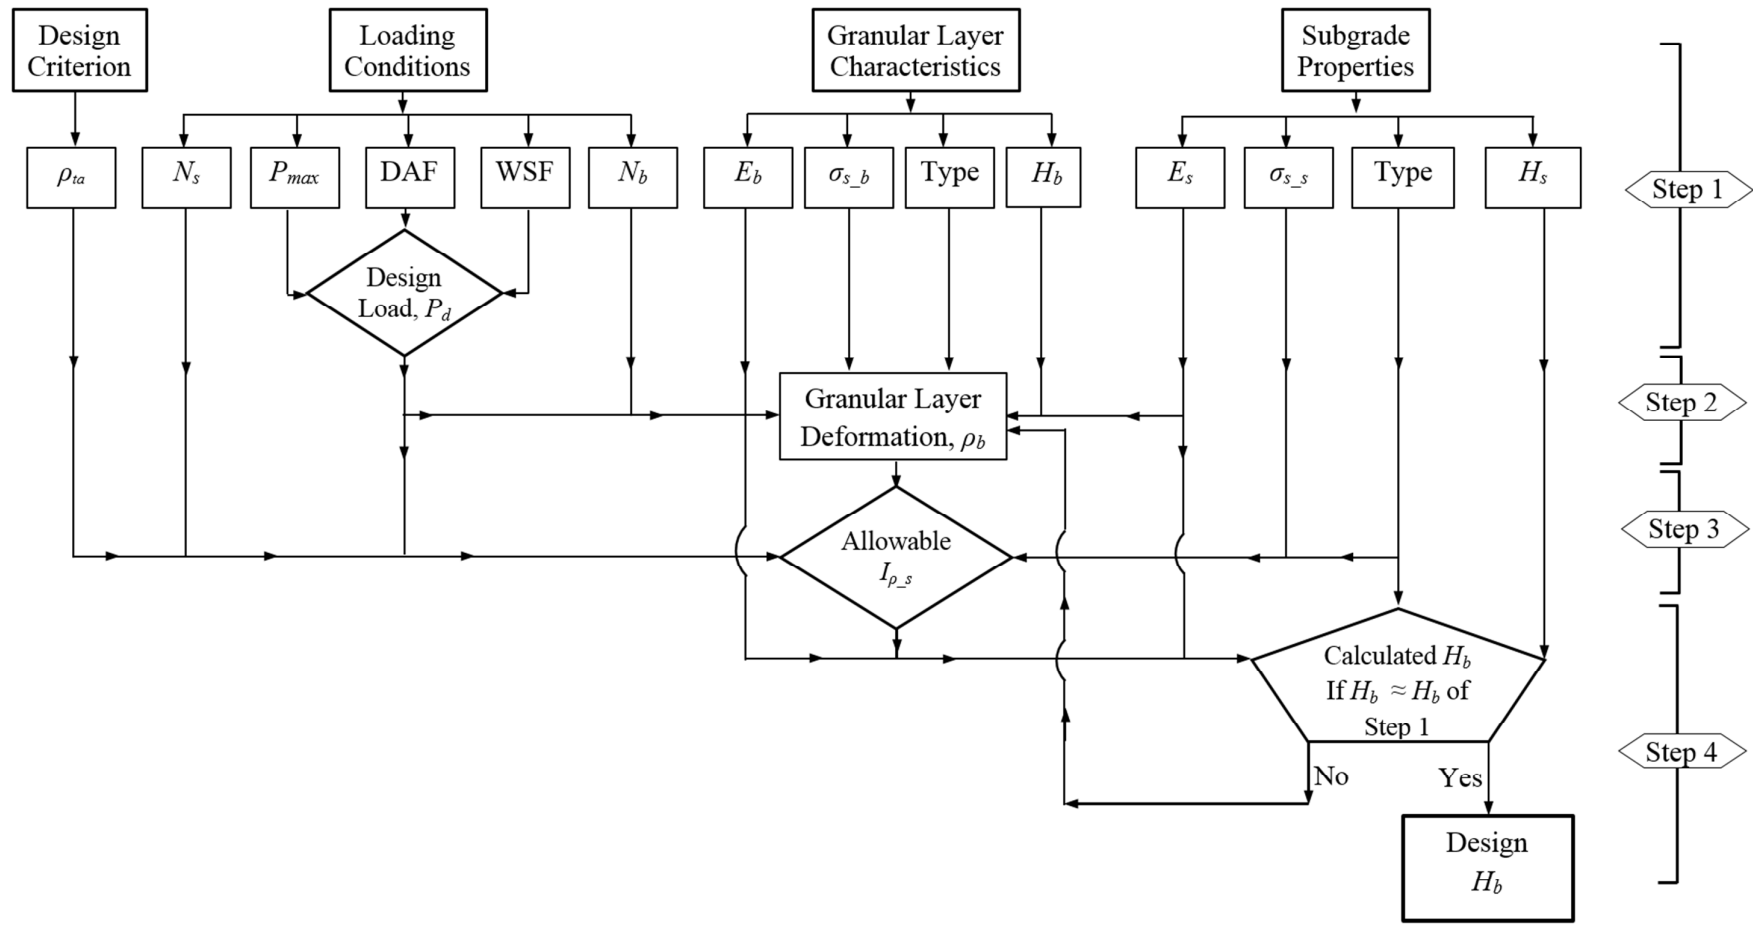 Design
Criterion
Loading
Conditions
Granular Layer
Characteristics
Subgrade
Properties
ρta
Ns
Pmax
DAF
WSF
Nb
Eb
σs_b
Type
Hb
Es
σs_s
Type
Hs
Step 1
Design
Load, Pd
Granular Layer
Deformation, ρb
Step 2
Allowable
Iρ_s
Step 3
Calculated Hb
If Hb ≈ Hb of
Step 1
Step 4
No
Yes
Design
Hb